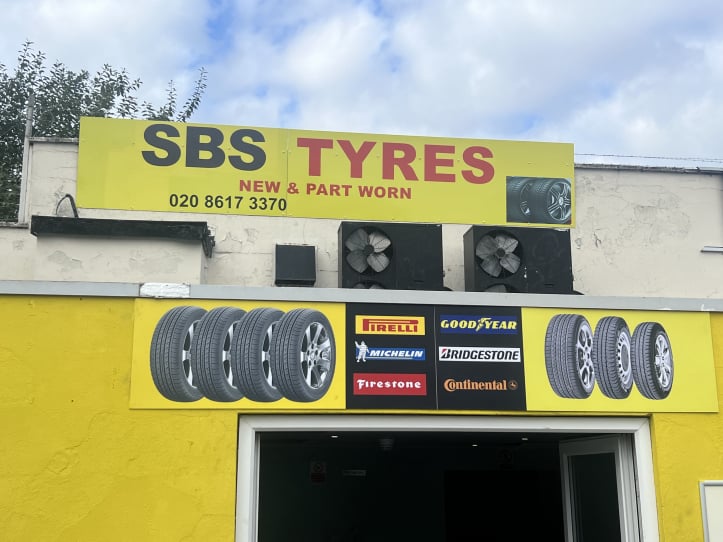 SBS TYRES
NEW & PART WORN
020 8617 3370
PIRELLI
GOODYEAR
MICHELIN
BRIDGESTONE
Firestone
Continental